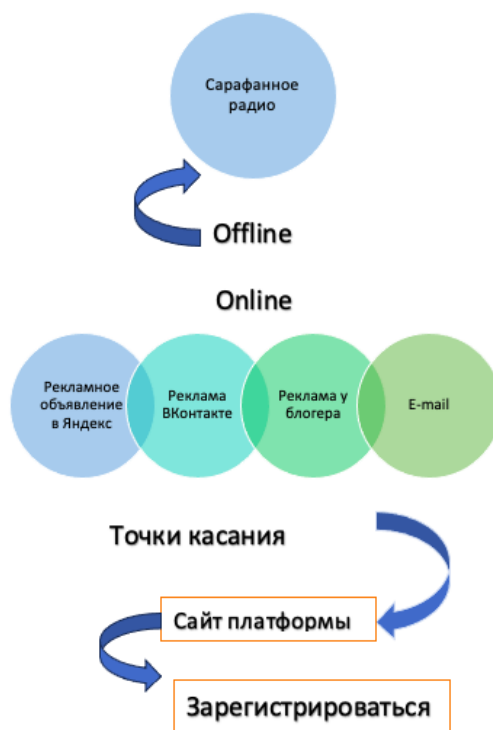 Сарафанное
радио
Offline
Online
Рекламное
объявление
в Яндекс
Реклама
ВКонтакте
Реклама у
блогера
E-mail
Точки касания
Сайт платформы
Зарегистрироваться